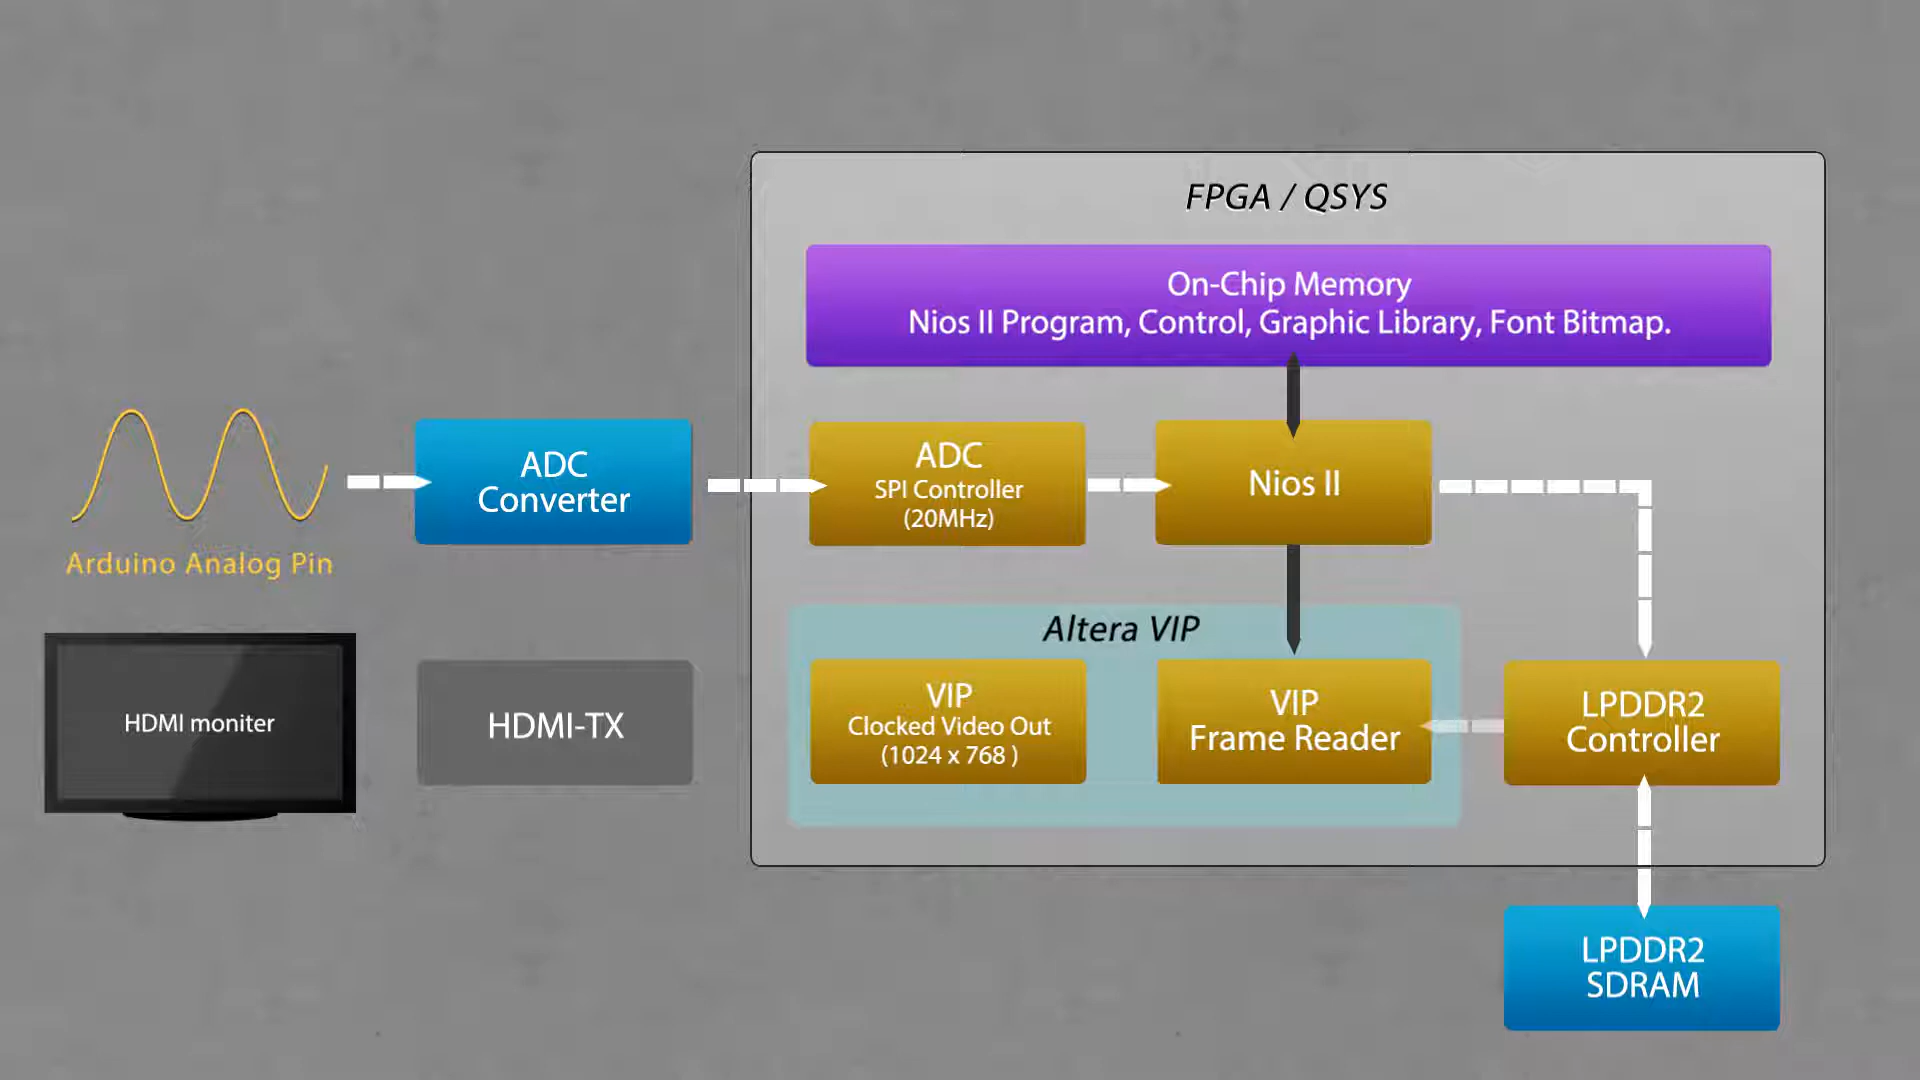 FPGA / QSYS
On-Chip Memory
Nios II Program, Control, Graphic Library, Font Bitmap.
Arduino Analog Pin
ADC
Converter
ADC
SPI Controller
(20MHz)
Nios II
Altera VIP
HDMI moniter
HDMI-TX
VIP
Clocked Video Out
(1024 x 768 )
VIP
Frame Reader
LPDDR2
Controller
LPDDR2
SDRAM